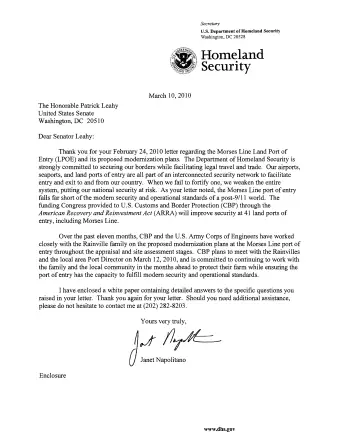 Secretary
U.S. Department of Homeland Security
Washington, DC 20528
Homeland
Security
March 10, 2010
The Honorable Patrick Leahy
United States Senate
Washington, DC 20510
Dear Senator Leahy:
Thank you for your February 24, 2010 letter regarding the Morses Line Land Port of
Entry (LPOE) and its proposed modernization plans. The Department of Homeland Security is
strongly committed to securing our borders while facilitating legal travel and trade. Our airports,
seaports, and land ports of entry are all part of an interconnected security network to facilitate
entry and exit to and from our country. When we fail to fortify one, we weaken the entire
system, putting our national security at risk. As your letter noted, the Morses Line port of entry
falls far short of the modern security and operational standards of a post-9/11 world. The
funding Congress provided to U.S. Customs and Border Protection (CBP) through the
American Recovery and Reinvestment Act (ARRA) will improve security at 41 land ports of
entry, including Morses Line.
Over the past eleven months, CBP and the U.S. Army Corps of Engineers have worked
closely with the Rainville family on the proposed modernization plans at the Morses Line port of
entry throughout the appraisal and site assessment stages. CBP plans to meet with the Rainvilles
and the local area Port Director on March 12, 2010, and is committed to continuing to work with
the family and the local community in the months ahead to protect their farm while ensuring the
port of entry has the capacity to fulfill modern security and operational standards.
I have enclosed a white paper containing detailed answers to the specific questions you
raised in your letter. Thank you again for your letter. Should you need additional assistance,
please do not hesitate to contact me at (202) 282-8203.
Yours very truly,
Janet Napolitano
Enclosure
www.dhs.gov